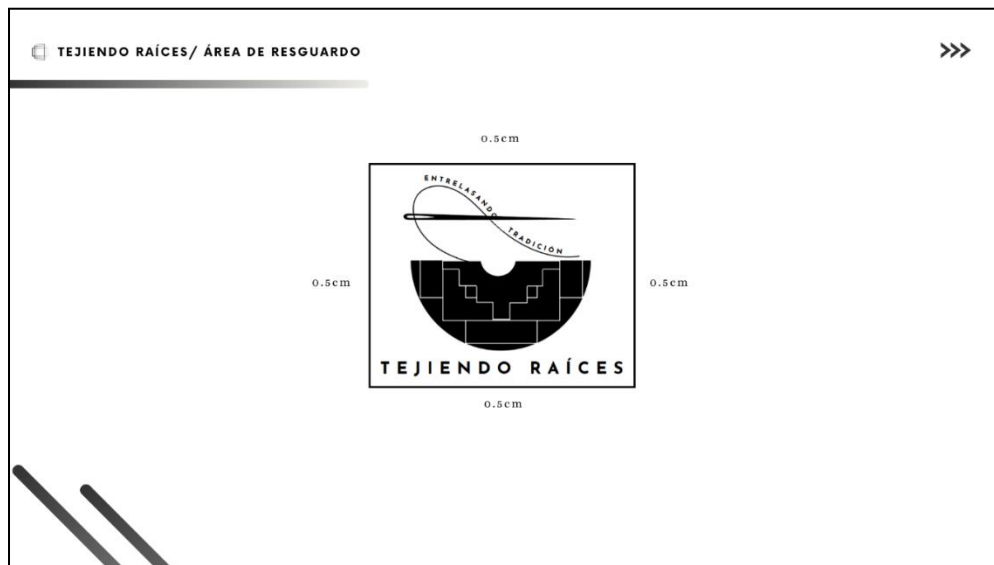 TEJIENDO RAÍCES/ ÁREA DE RESGUARDO
0.5cm
ENTRELASANDO TRADICIÓN
0.5cm
0.5cm
TEJIENDO RAÍCES
0.5cm